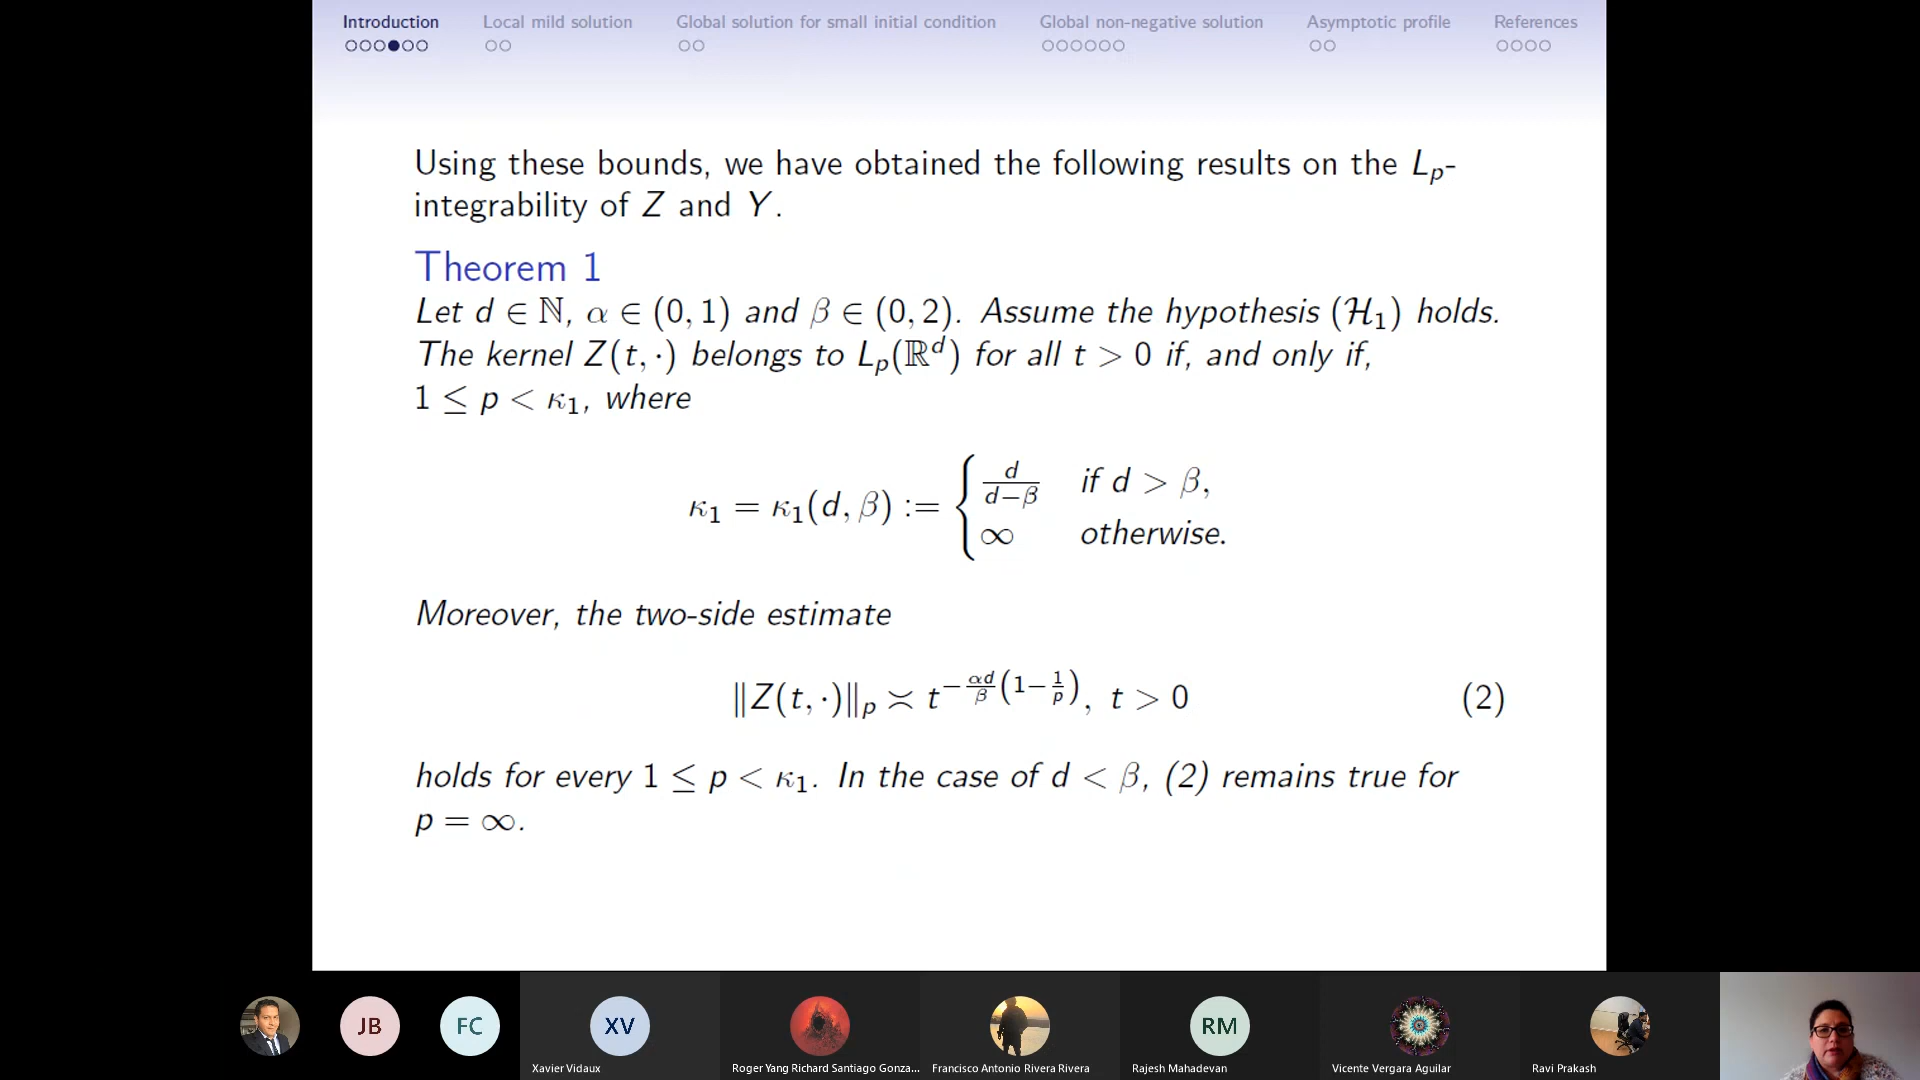 Introduction Local mild solution Global solution for small initial condition Global non-negative solution Asymptotic profile References
Using these bounds, we have obtained the following results on the Lₚ-
integrability of Z and Y.
Theorem 1
Let d ∈ ℕ, α ∈ (0, 1) and β ∈ (0, 2). Assume the hypothesis (ℋ₁) holds.
The kernel Z(t, ·) belongs to Lₚ(ℝᵈ) for all t > 0 if, and only if,
1 ≤ p < κ₁, where
κ₁ = κ₁(d, β) := { d/(d−β) if d > β,
∞ otherwise.
Moreover, the two-side estimate
‖Z(t, ·)‖ₚ ≍ t^{−(αd/β)(1−1/p)}, t > 0 (2)
holds for every 1 ≤ p < κ₁. In the case of d < β, (2) remains true for
p = ∞.
JB FC XV RM
Xavier Vidaux Roger Yang Richard Santiago Gonza... Francisco Antonio Rivera Rivera Rajesh Mahadevan Vicente Vergara Aguilar Ravi Prakash